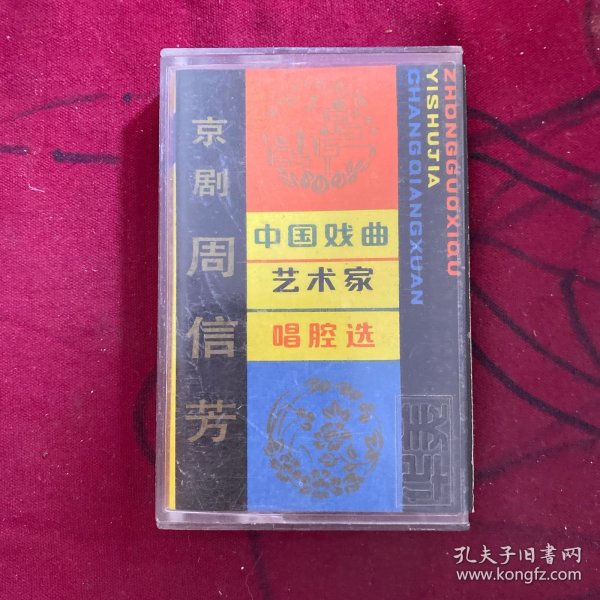 京剧
周信芳
中国戏曲
艺术家
唱腔选
ZHONGGUOXIQU
YISHUJIA
CHANGQIANGXUAN
孔夫子旧书网
www.kongfz.com